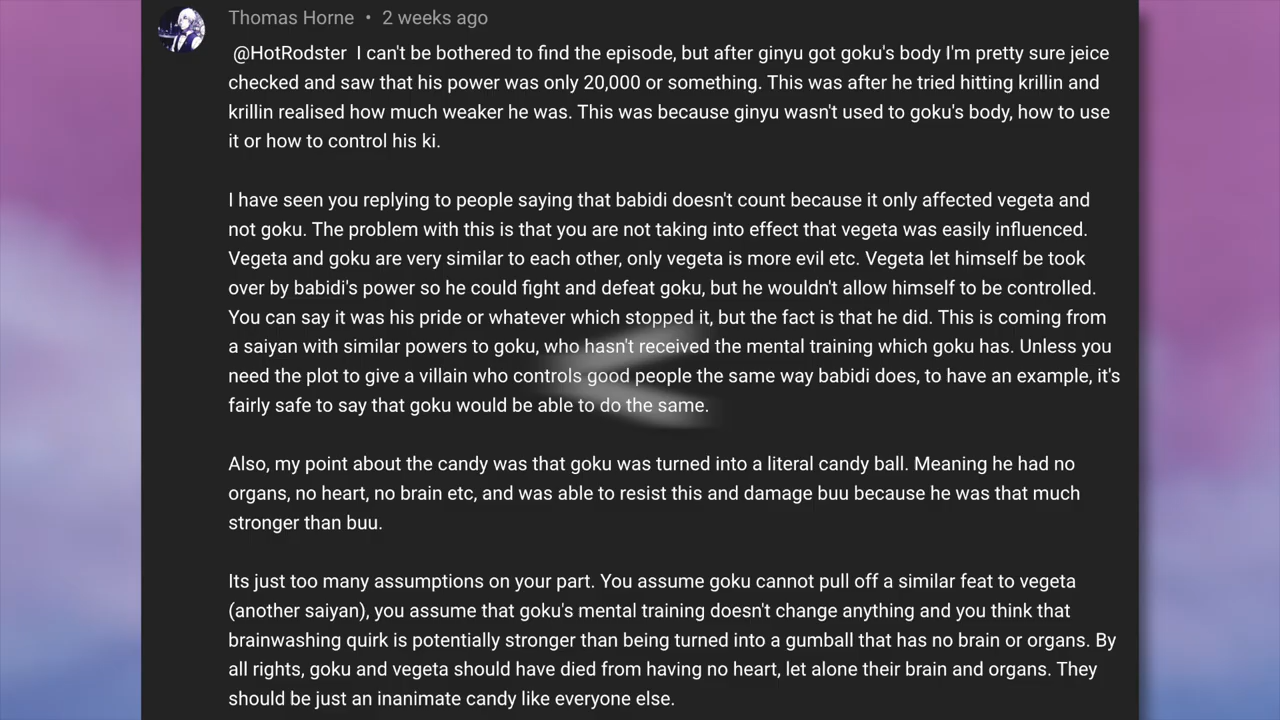 Thomas Horne • 2 weeks ago
@HotRodster I can't be bothered to find the episode, but after ginyu got goku's body I'm pretty sure jeice
checked and saw that his power was only 20,000 or something. This was after he tried hitting krillin and
krillin realised how much weaker he was. This was because ginyu wasn't used to goku's body, how to use
it or how to control his ki.
I have seen you replying to people saying that babidi doesn't count because it only affected vegeta and
not goku. The problem with this is that you are not taking into effect that vegeta was easily influenced.
Vegeta and goku are very similar to each other, only vegeta is more evil etc. Vegeta let himself be took
over by babidi's power so he could fight and defeat goku, but he wouldn't allow himself to be controlled.
You can say it was his pride or whatever which stopped it, but the fact is that he did. This is coming from
a saiyan with similar powers to goku, who hasn't received the mental training which goku has. Unless you
need the plot to give a villain who controls good people the same way babidi does, to have an example, it's
fairly safe to say that goku would be able to do the same.
Also, my point about the candy was that goku was turned into a literal candy ball. Meaning he had no
organs, no heart, no brain etc, and was able to resist this and damage buu because he was that much
stronger than buu.
Its just too many assumptions on your part. You assume goku cannot pull off a similar feat to vegeta
(another saiyan), you assume that goku's mental training doesn't change anything and you think that
brainwashing quirk is potentially stronger than being turned into a gumball that has no brain or organs. By
all rights, goku and vegeta should have died from having no heart, let alone their brain and organs. They
should be just an inanimate candy like everyone else.